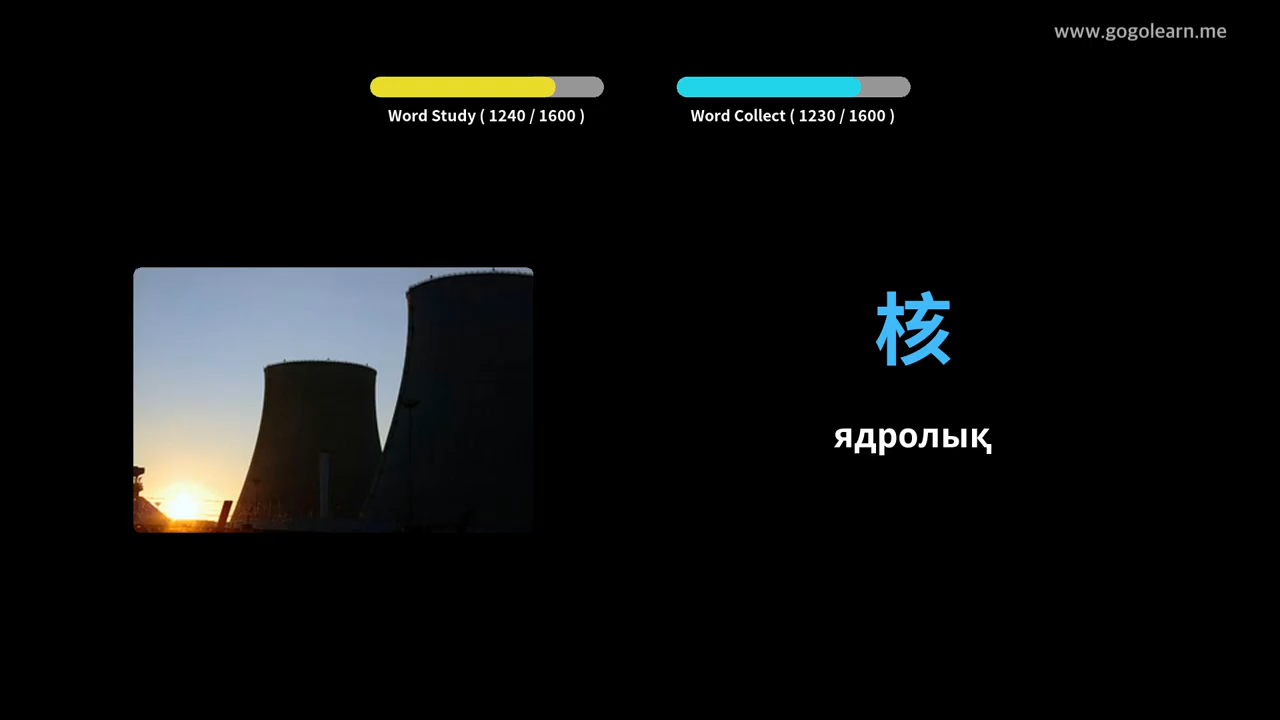 www.gogolearn.me
Word Study ( 1240 / 1600 )
Word Collect ( 1230 / 1600 )
核
ядролық